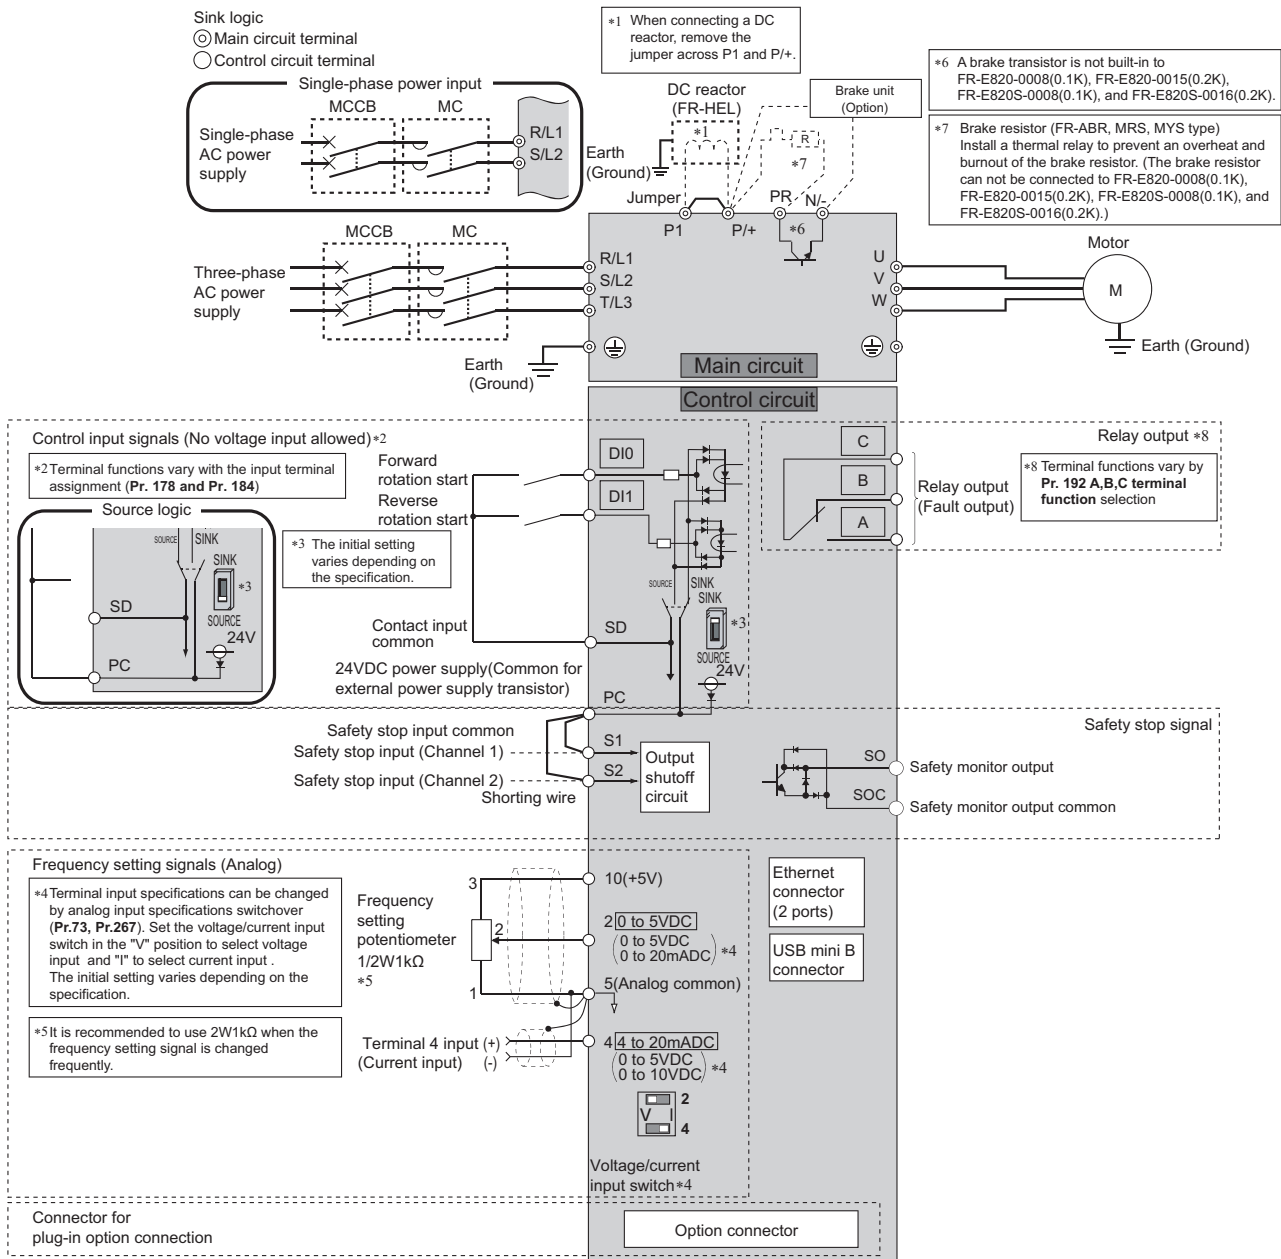 Sink logic
Main circuit terminal
Control circuit terminal
Single-phase power input
MCCB
MC
Single-phase
AC power
supply
R/L1
S/L2
*1 When connecting a DC
reactor, remove the
jumper across P1 and P/+.
DC reactor
(FR-HEL)
*1
Earth
(Ground)
Brake unit
(Option)
R
*7
*6 A brake transistor is not built-in to
FR-E820-0008(0.1K), FR-E820-0015(0.2K),
FR-E820S-0008(0.1K), and FR-E820S-0016(0.2K).
*7 Brake resistor (FR-ABR, MRS, MYS type)
Install a thermal relay to prevent an overheat and
burnout of the brake resistor. (The brake resistor
can not be connected to FR-E820-0008(0.1K),
FR-E820-0015(0.2K), FR-E820S-0008(0.1K), and
FR-E820S-0016(0.2K).)
Jumper
P1
P/+
PR
N/-
*6
MCCB
MC
Three-phase
AC power
supply
R/L1
S/L2
T/L3
U
V
W
Motor
M
Earth (Ground)
Earth
(Ground)
Main circuit
Control circuit
Control input signals (No voltage input allowed)*2
*2 Terminal functions vary with the input terminal
assignment (Pr. 178 and Pr. 184)
Source logic
SOURCE
SINK
SINK
*3
SOURCE
SD
24V
PC
*3 The initial setting
varies depending on
the specification.
Forward
rotation start
Reverse
rotation start
DI0
DI1
SOURCE
SINK
SINK
*3
SOURCE
24V
Contact input
common
SD
24VDC power supply(Common for
external power supply transistor)
PC
C
B
A
Relay output *8
Relay output
(Fault output)
*8 Terminal functions vary by
Pr. 192 A,B,C terminal
function selection
Safety stop signal
Safety stop input common
Safety stop input (Channel 1)
Safety stop input (Channel 2)
Shorting wire
S1
S2
Output
shutoff
circuit
SO
Safety monitor output
SOC
Safety monitor output common
Frequency setting signals (Analog)
*4 Terminal input specifications can be changed
by analog input specifications switchover
(Pr.73, Pr.267). Set the voltage/current input
switch in the "V" position to select voltage
input and "I" to select current input .
The initial setting varies depending on the
specification.
*5 It is recommended to use 2W1kΩ when the
frequency setting signal is changed
frequently.
Frequency
setting
potentiometer
1/2W1kΩ
*5
3
2
1
10(+5V)
2 0 to 5VDC
(0 to 5VDC
0 to 20mADC) *4
5(Analog common)
Terminal 4 input (+)
(Current input) (-)
4 4 to 20mADC
(0 to 5VDC
0 to 10VDC) *4
2
V I
4
Voltage/current
input switch*4
Ethernet
connector
(2 ports)
USB mini B
connector
Connector for
plug-in option connection
Option connector